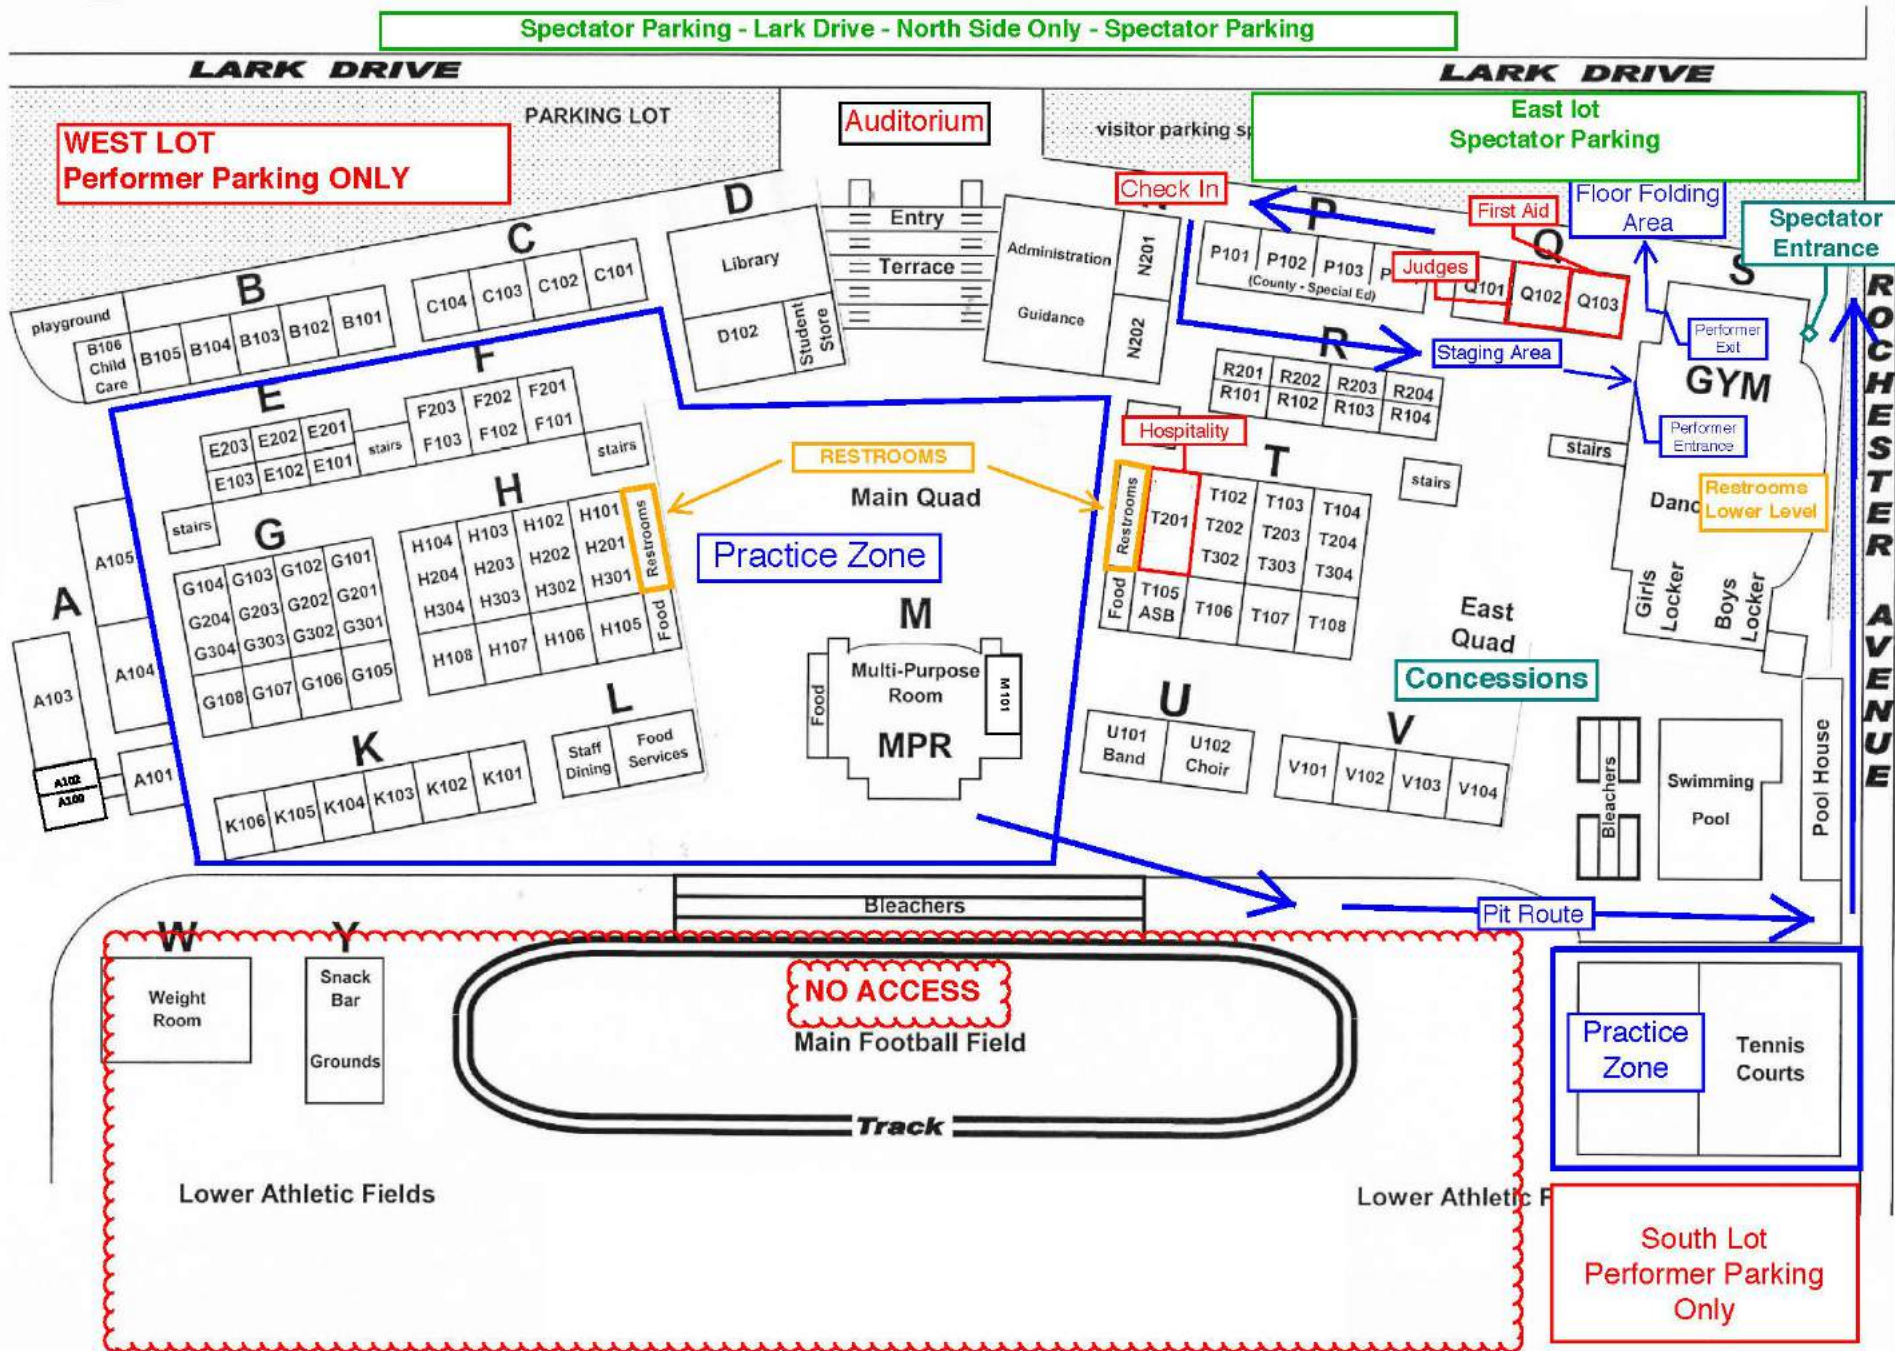 Spectator Parking - Lark Drive - North Side Only - Spectator Parking
LARK DRIVE
LARK DRIVE
PARKING LOT
WEST LOT
Performer Parking ONLY
Auditorium
visitor parking
East lot
Spectator Parking
Check In
First Aid
Floor Folding
Area
Spectator
Entrance
ROCHESTER AVENUE
playground
B
B106
Child
Care
B105
B104
B103
B102
B101
C
C104
C103
C102
C101
D
Library
D102
Student
Store
Entry
Terrace
Administration
Guidance
N201
N202
P
P101
P102
P103
(County - Special Ed)
Judges
Q
Q101
Q102
Q103
S
Performer
Exit
GYM
Staging Area
Performer
Entrance
stairs
Restrooms
Lower Level
Girls
Locker
Boys
Locker
R
R201
R202
R203
R204
R101
R102
R103
R104
E
E203
E202
E201
E103
E102
E101
stairs
F
F203
F202
F201
F103
F102
F101
stairs
stairs
RESTROOMS
Main Quad
Practice Zone
Hospitality
T
Restrooms
Food
T201
T102
T103
T104
T202
T203
T204
T302
T303
T304
T105
ASB
T106
T107
T108
stairs
East
Quad
Concessions
A
A105
A104
A103
A102
A100
A101
G
G104
G103
G102
G101
G204
G203
G202
G201
G304
G303
G302
G301
G108
G107
G106
G105
H
H104
H103
H102
H101
H204
H203
H202
H201
H304
H303
H302
H301
H108
H107
H106
H105
Restrooms
Food
K
K106
K105
K104
K103
K102
K101
L
Staff
Dining
Food
Services
M
Multi-Purpose
Room
MPR
Food
M101
U
U101
Band
U102
Choir
V
V101
V102
V103
V104
Bleachers
Swimming
Pool
Pool House
Bleachers
Pit Route
W
Weight
Room
Y
Snack
Bar
Grounds
NO ACCESS
Main Football Field
Track
Practice
Zone
Tennis
Courts
Lower Athletic Fields
Lower Athletic
South Lot
Performer Parking
Only